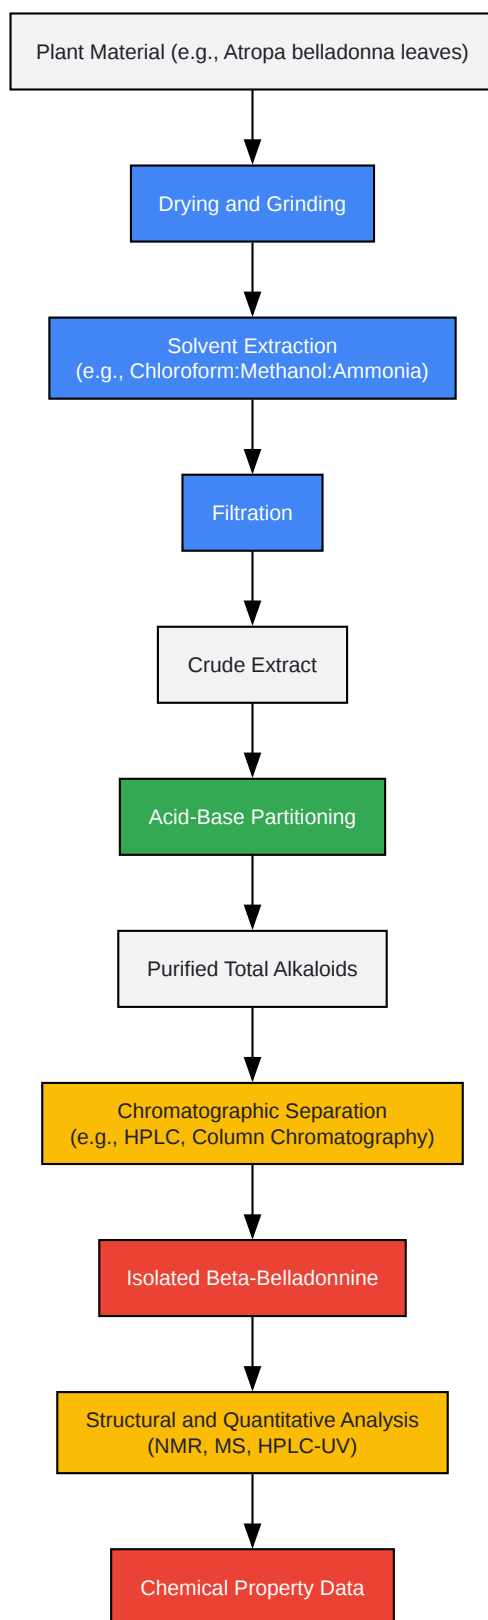 Plant Material (e.g., Atropa belladonna leaves)
Drying and Grinding
Solvent Extraction
(e.g., Chloroform:Methanol:Ammonia)
Filtration
Crude Extract
Acid-Base Partitioning
Purified Total Alkaloids
Chromatographic Separation
(e.g., HPLC, Column Chromatography)
Isolated Beta-Belladonnine
Structural and Quantitative Analysis
(NMR, MS, HPLC-UV)
Chemical Property Data